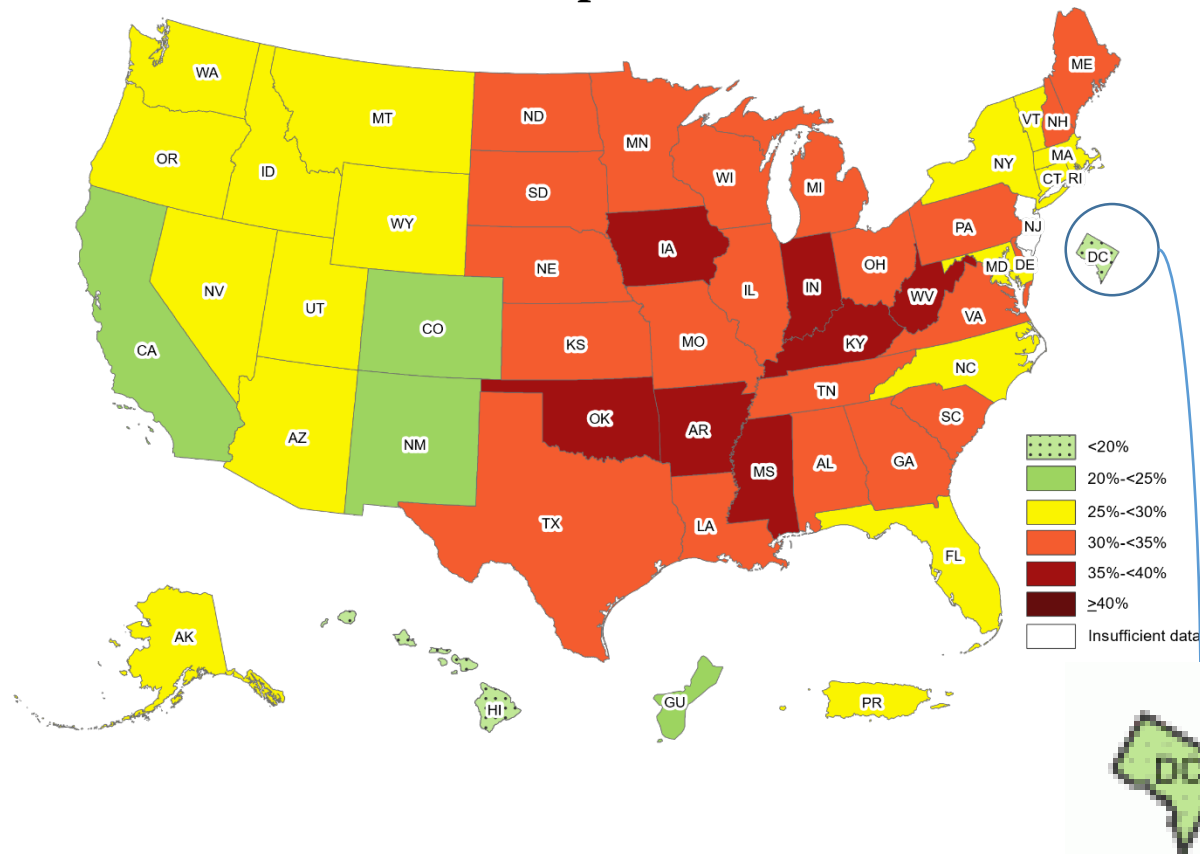 WA
MT
ND
MN
ME
VT
NH
OR
ID
WY
SD
WI
MI
NY
MA
CT
RI
NE
IA
IL
IN
OH
PA
NJ
DC
NV
UT
CO
KS
MO
KY
WV
MD
DE
VA
CA
AZ
NM
OK
AR
TN
NC
SC
TX
LA
MS
AL
GA
FL
<20%
20%-<25%
25%-<30%
30%-<35%
35%-<40%
≥40%
Insufficient data
AK
HI
GU
PR